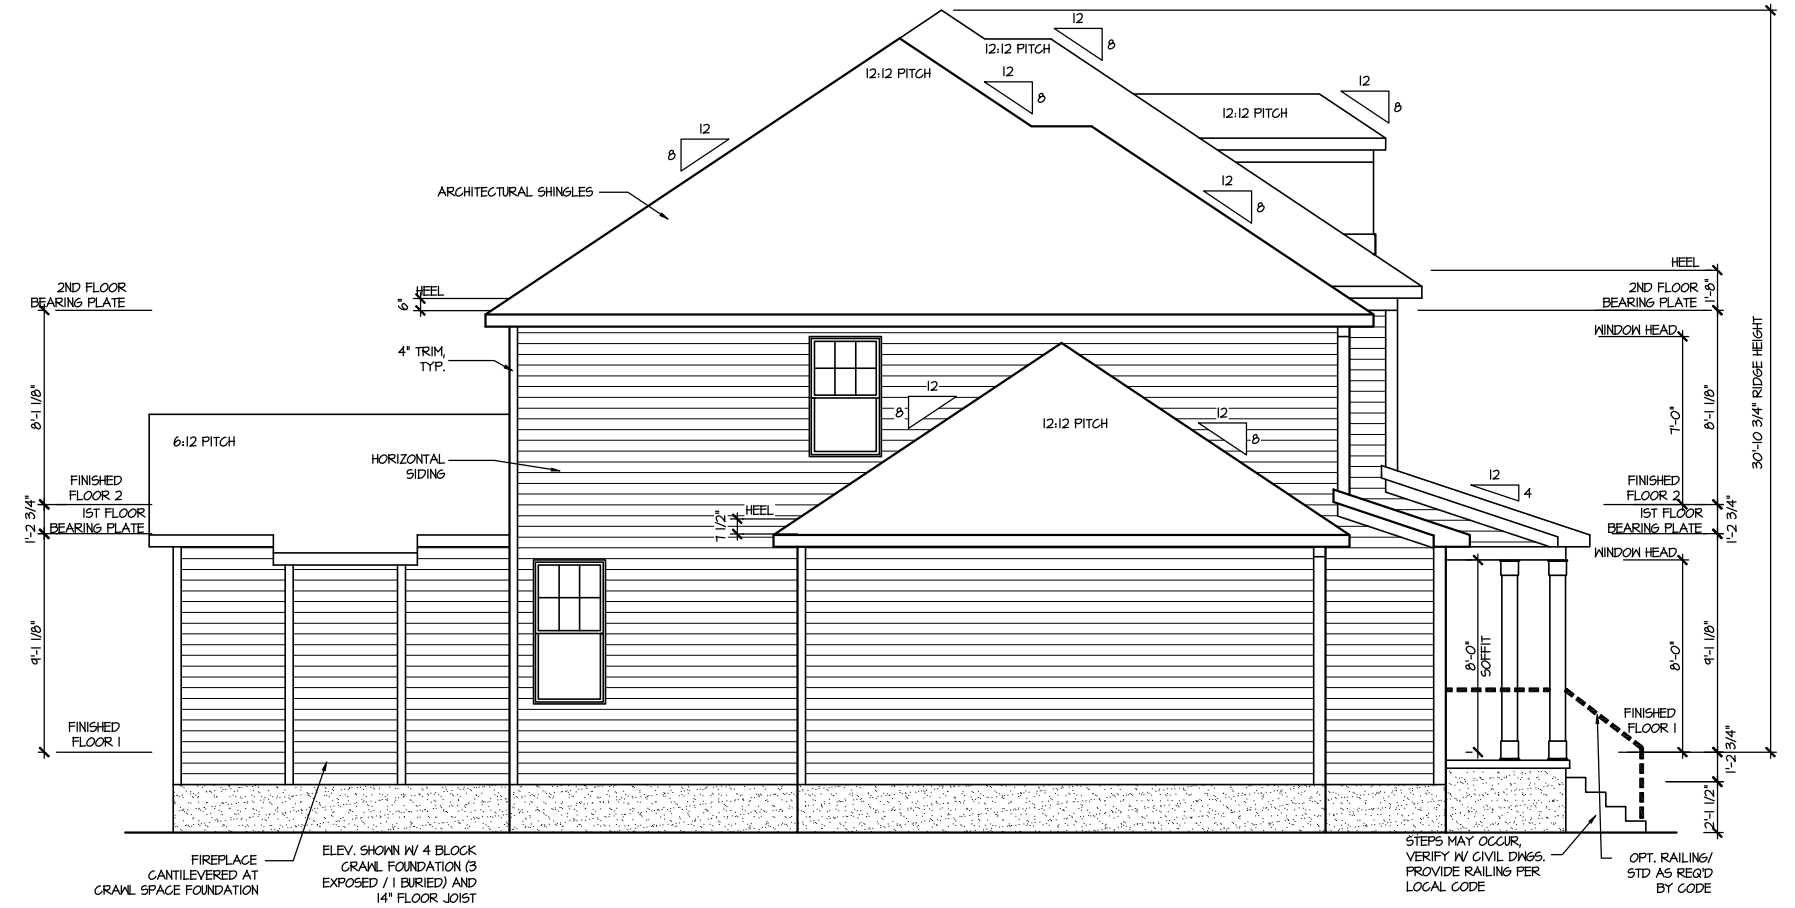 12
8
12:12 PITCH
12:12 PITCH
12
8
12
8
12:12 PITCH
12
8
ARCHITECTURAL SHINGLES
12
8
HEEL
6"
2ND FLOOR
BEARING PLATE
4" TRIM,
TYP.
8'-1 1/8"
6:12 PITCH
HORIZONTAL
SIDING
12
8
12:12 PITCH
12
8
HEEL
7 1/2"
FINISHED
FLOOR 2
1ST FLOOR
BEARING PLATE
1'-2 3/4"
9'-1 1/8"
FINISHED
FLOOR 1
HEEL
1'-8"
2ND FLOOR
BEARING PLATE
WINDOW HEAD
7'-0"
8'-1 1/8"
30'-10 3/4" RIDGE HEIGHT
12
4
FINISHED
FLOOR 2
1ST FLOOR
BEARING PLATE
1'-2 3/4"
WINDOW HEAD
8'-0"
SOFFIT
8'-0"
9'-1 1/8"
FINISHED
FLOOR 1
1'-2 3/4"
2'-1 1/2"
FIREPLACE
CANTILEVERED AT
CRAWL SPACE FOUNDATION
ELEV. SHOWN W/ 4 BLOCK
CRAWL FOUNDATION (3
EXPOSED / 1 BURIED) AND
14" FLOOR JOIST
STEPS MAY OCCUR,
VERIFY W/ CIVIL DWGS.
PROVIDE RAILING PER
LOCAL CODE
OPT. RAILING/
STD AS REQ'D
BY CODE
12
8